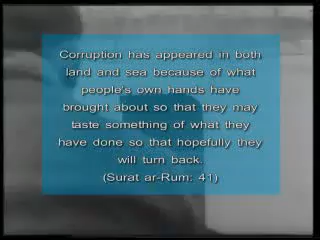 Corruption has appeared in both
land and sea because of what
people's own hands have
brought about so that they may
taste something of what they
have done so that hopefully they
will turn back.
(Surat ar-Rum: 41)